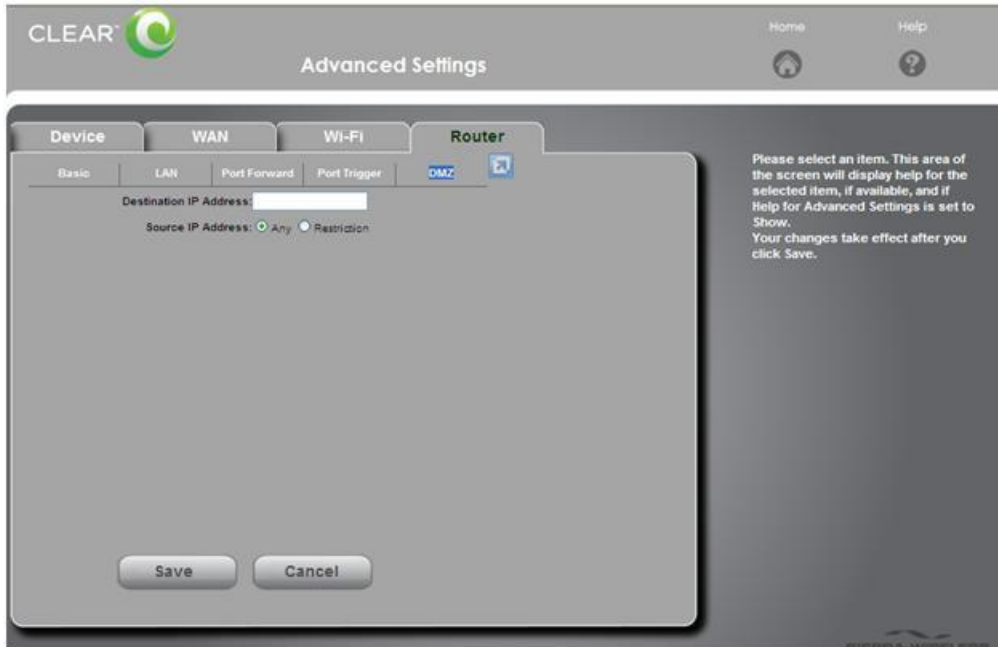 CLEAR
Home
Help
Advanced Settings
Device
WAN
Wi-Fi
Router
Basic
LAN
Port Forward
Port Trigger
DMZ
Destination IP Address:
Source IP Address: Any Restriction
Save
Cancel
Please select an item. This area of
the screen will display help for the
selected item, if available, and if
Help for Advanced Settings is set to
Show.
Your changes take effect after you
click Save.